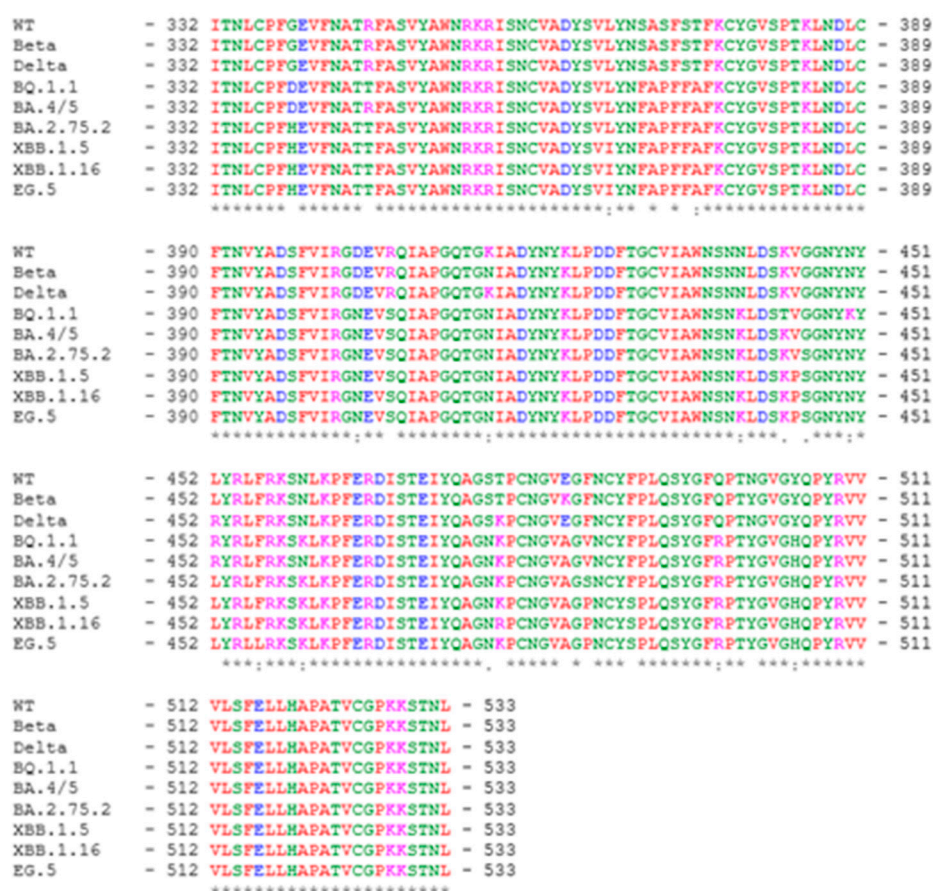 WT - 332 ITNLCPFGEVFNATRFASVYAWNRKRISNCVADYSVLYNSASFSTFKCYGVSPTKLNDLC - 389
Beta - 332 ITNLCPFGEVFNATRFASVYAWNRKRISNCVADYSVLYNSASFSTFKCYGVSPTKLNDLC - 389
Delta - 332 ITNLCPFGEVFNATRFASVYAWNRKRISNCVADYSVLYNSASFSTFKCYGVSPTKLNDLC - 389
BQ.1.1 - 332 ITNLCPFDEVFNATTFASVYAWNRKRISNCVADYSVLYNFAPFFAFKCYGVSPTKLNDLC - 389
BA.4/5 - 332 ITNLCPFDEVFNATRFASVYAWNRKRISNCVADYSVLYNFAPFFAFKCYGVSPTKLNDLC - 389
BA.2.75.2 - 332 ITNLCPFHEVFNATTFASVYAWNRKRISNCVADYSVLYNFAPFFAFKCYGVSPTKLNDLC - 389
XBB.1.5 - 332 ITNLCPFHEVFNATTFASVYAWNRKRISNCVADYSVIYNFAPFFAFKCYGVSPTKLNDLC - 389
XBB.1.16 - 332 ITNLCPFHEVFNATTFASVYAWNRKRISNCVADYSVIYNFAPFFAFKCYGVSPTKLNDLC - 389
EG.5 - 332 ITNLCPFHEVFNATTFASVYAWNRKRISNCVADYSVIYNFAPFFAFKCYGVSPTKLNDLC - 389
******* ****** *********************:** * * :***************
WT - 390 FTNVYADSFVIRGDEVRQIAPGQTGKIADYNYKLPDDFTGCVIAWNSNNLDSKVGGNYNY - 451
Beta - 390 FTNVYADSFVIRGDEVRQIAPGQTGNIADYNYKLPDDFTGCVIAWNSNNLDSKVGGNYNY - 451
Delta - 390 FTNVYADSFVIRGDEVRQIAPGQTGKIADYNYKLPDDFTGCVIAWNSNNLDSKVGGNYNY - 451
BQ.1.1 - 390 FTNVYADSFVIRGNEVSQIAPGQTGNIADYNYKLPDDFTGCVIAWNSNKLDSTVGGNYKY - 451
BA.4/5 - 390 FTNVYADSFVIRGNEVSQIAPGQTGNIADYNYKLPDDFTGCVIAWNSNKLDSKVGGNYNY - 451
BA.2.75.2 - 390 FTNVYADSFVIRGNEVSQIAPGQTGNIADYNYKLPDDFTGCVIAWNSNKLDSKVSGNYNY - 451
XBB.1.5 - 390 FTNVYADSFVIRGNEVSQIAPGQTGNIADYNYKLPDDFTGCVIAWNSNKLDSKPSGNYNY - 451
XBB.1.16 - 390 FTNVYADSFVIRGNEVSQIAPGQTGNIADYNYKLPDDFTGCVIAWNSNKLDSKPSGNYNY - 451
EG.5 - 390 FTNVYADSFVIRGNEVSQIAPGQTGNIADYNYKLPDDFTGCVIAWNSNKLDSKPSGNYNY - 451
*************:** ********:**********************:***. .***:*
WT - 452 LYRLFRKSNLKPFERDISTEIYQAGSTPCNGVEGFNCYFPLQSYGFQPTNGVGYQPYRVV - 511
Beta - 452 LYRLFRKSNLKPFERDISTEIYQAGSTPCNGVKGFNCYFPLQSYGFQPTYGVGYQPYRVV - 511
Delta - 452 RYRLFRKSNLKPFERDISTEIYQAGSKPCNGVEGFNCYFPLQSYGFQPTNGVGYQPYRVV - 511
BQ.1.1 - 452 RYRLFRKSKLKPFERDISTEIYQAGNKPCNGVAGVNCYFPLQSYGFRPTYGVGHQPYRVV - 511
BA.4/5 - 452 RYRLFRKSNLKPFERDISTEIYQAGNKPCNGVAGVNCYFPLQSYGFRPTYGVGHQPYRVV - 511
BA.2.75.2 - 452 LYRLFRKSKLKPFERDISTEIYQAGNKPCNGVAGSNCYFPLQSYGFRPTYGVGHQPYRVV - 511
XBB.1.5 - 452 LYRLFRKSKLKPFERDISTEIYQAGNKPCNGVAGPNCYSPLQSYGFRPTYGVGHQPYRVV - 511
XBB.1.16 - 452 LYRLFRKSKLKPFERDISTEIYQAGNRPCNGVAGPNCYSPLQSYGFRPTYGVGHQPYRVV - 511
EG.5 - 452 LYRLLRKSKLKPFERDISTEIYQAGNKPCNGVAGPNCYSPLQSYGFRPTYGVGHQPYRVV - 511
***:***:****************. ***** * *** *******:** ***:******
WT - 512 VLSFELLHAPATVCGPKKSTNL - 533
Beta - 512 VLSFELLHAPATVCGPKKSTNL - 533
Delta - 512 VLSFELLHAPATVCGPKKSTNL - 533
BQ.1.1 - 512 VLSFELLHAPATVCGPKKSTNL - 533
BA.4/5 - 512 VLSFELLHAPATVCGPKKSTNL - 533
BA.2.75.2 - 512 VLSFELLHAPATVCGPKKSTNL - 533
XBB.1.5 - 512 VLSFELLHAPATVCGPKKSTNL - 533
XBB.1.16 - 512 VLSFELLHAPATVCGPKKSTNL - 533
EG.5 - 512 VLSFELLHAPATVCGPKKSTNL - 533
**********************